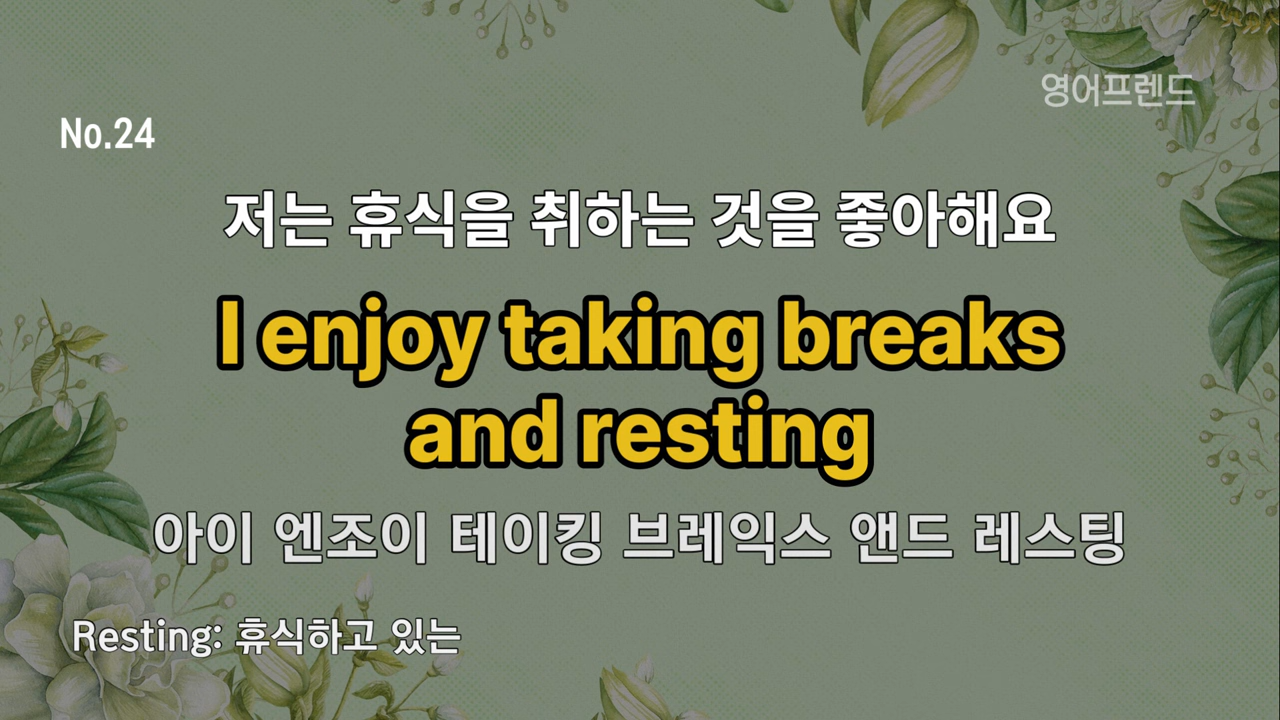 영어프렌드
No.24
저는 휴식을 취하는 것을 좋아해요
I enjoy taking breaks
and resting
아이 엔조이 테이킹 브레익스 앤드 레스팅
Resting: 휴식하고 있는